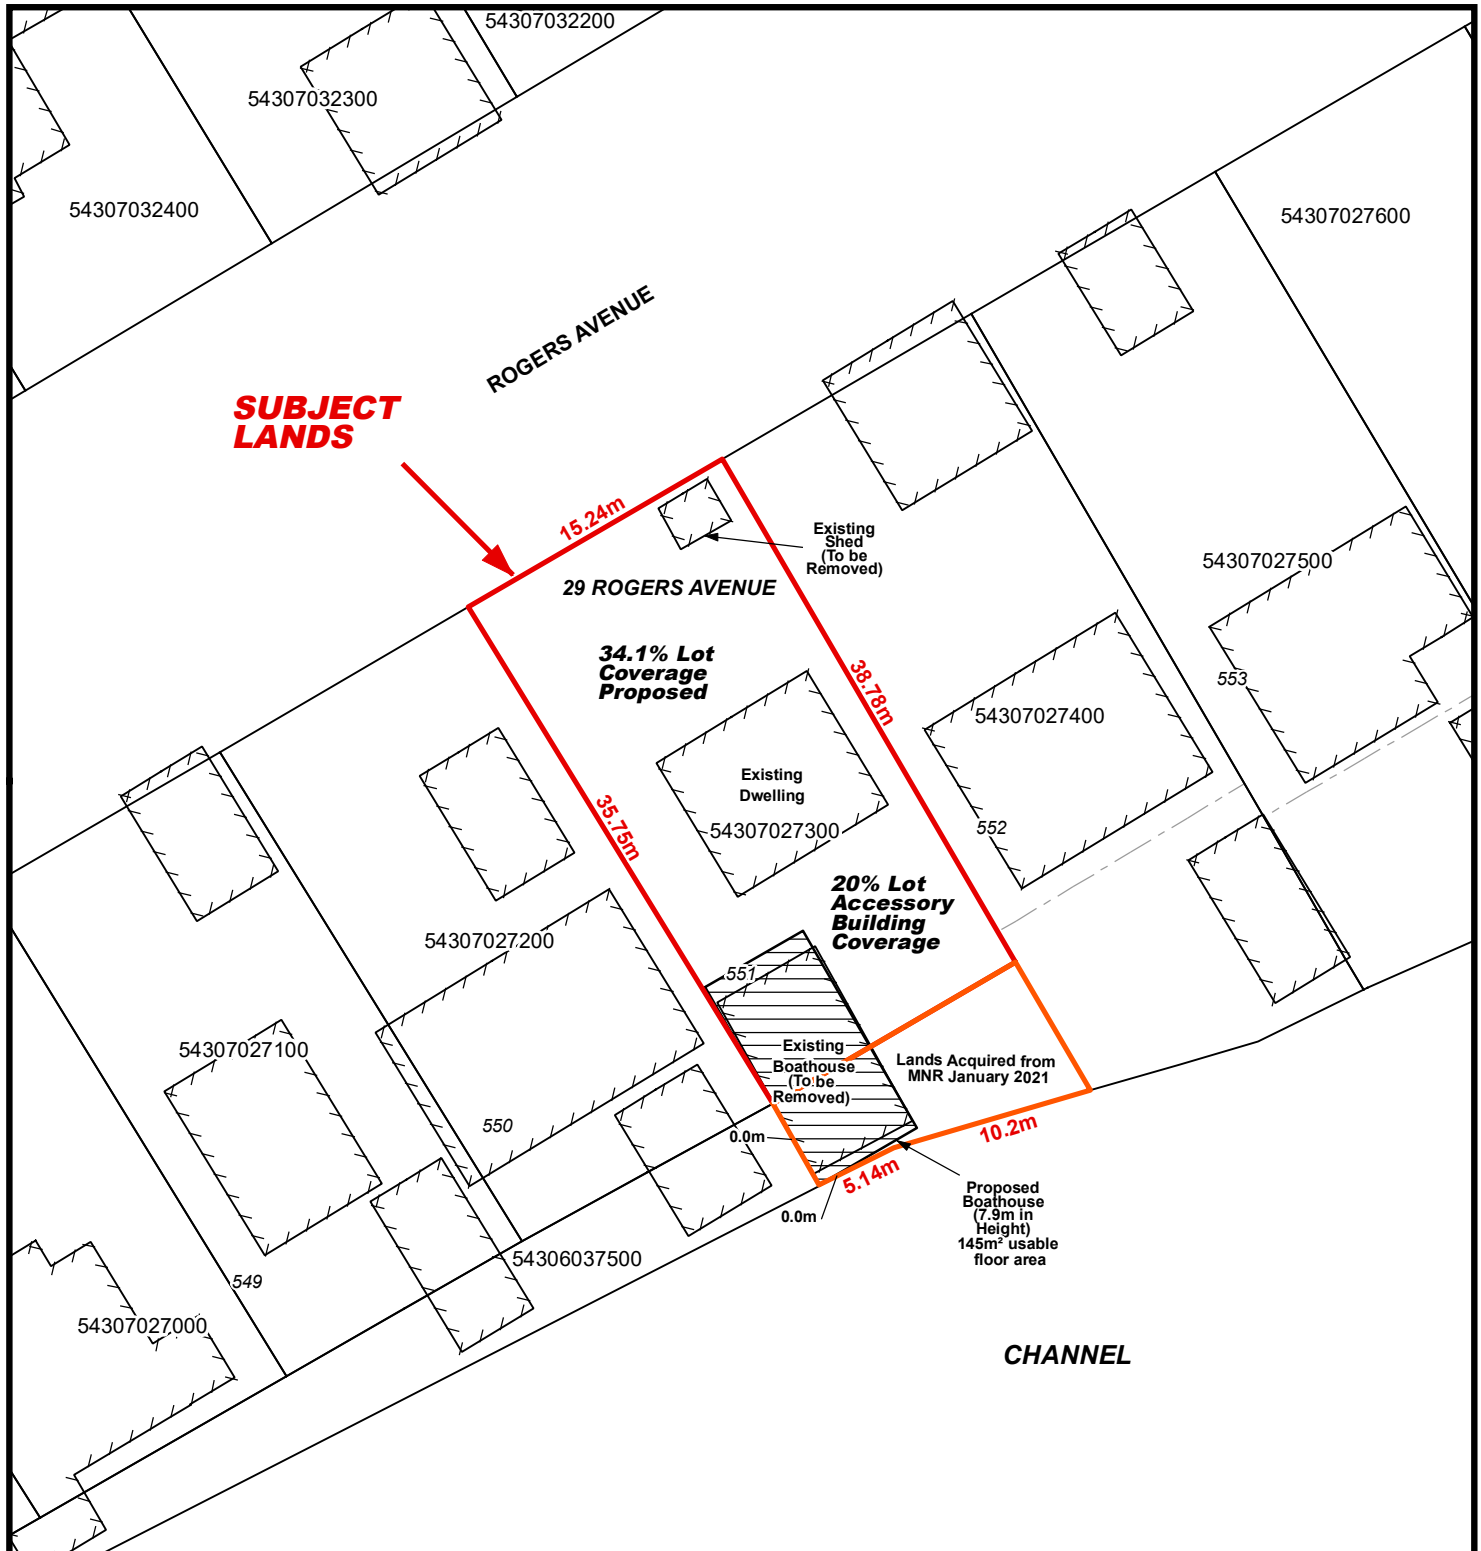 54307032200
54307032300
54307032400
54307027600
ROGERS AVENUE
SUBJECT
LANDS
15.24m
Existing
Shed
(To be
Removed)
54307027500
29 ROGERS AVENUE
34.1% Lot
Coverage
Proposed
38.78m
553
54307027400
Existing
Dwelling
54307027300
35.75m
552
20% Lot
Accessory
Building
Coverage
54307027200
551
Existing
Boathouse
(To be
Removed)
Lands Acquired from
MNR January 2021
54307027100
550
0.0m
10.2m
5.14m
0.0m
Proposed
Boathouse
(7.9m in
Height)
145m² usable
floor area
54306037500
549
54307027000
CHANNEL